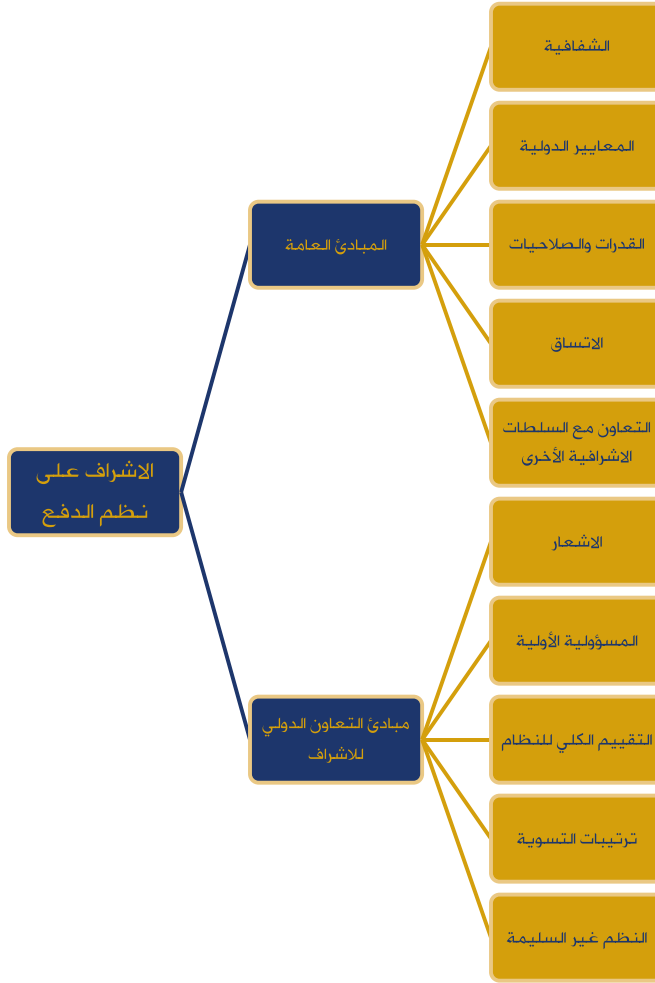 الاشراف على
نظم الدفع
المبادئ العامة
الشفافية
المعايير الدولية
القدرات والصلاحيات
الاتساق
التعاون مع السلطات
الاشرافية الأخرى
مبادئ التعاون الدولي
للاشراف
الاشعار
المسؤولية الأولية
التقييم الكلي للنظام
ترتيبات التسوية
النظم غير السليمة